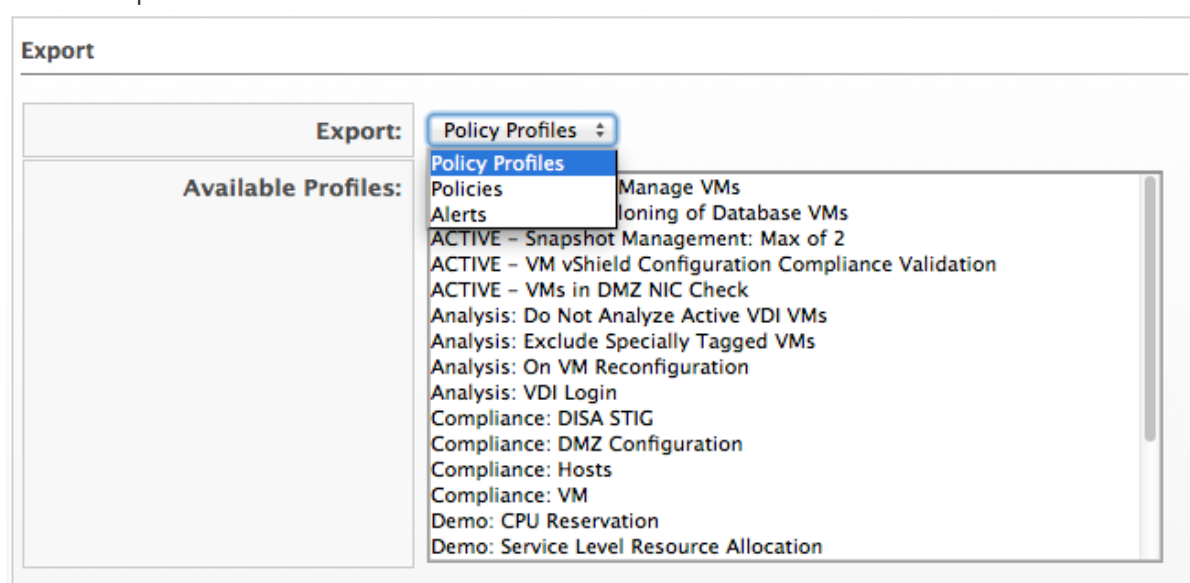 Export
Export: Policy Profiles
Policy Profiles
Available Profiles: Policies Manage VMs
Alerts loning of Database VMs
ACTIVE – Snapshot Management: Max of 2
ACTIVE – VM vShield Configuration Compliance Validation
ACTIVE – VMs in DMZ NIC Check
Analysis: Do Not Analyze Active VDI VMs
Analysis: Exclude Specially Tagged VMs
Analysis: On VM Reconfiguration
Analysis: VDI Login
Compliance: DISA STIG
Compliance: DMZ Configuration
Compliance: Hosts
Compliance: VM
Demo: CPU Reservation
Demo: Service Level Resource Allocation